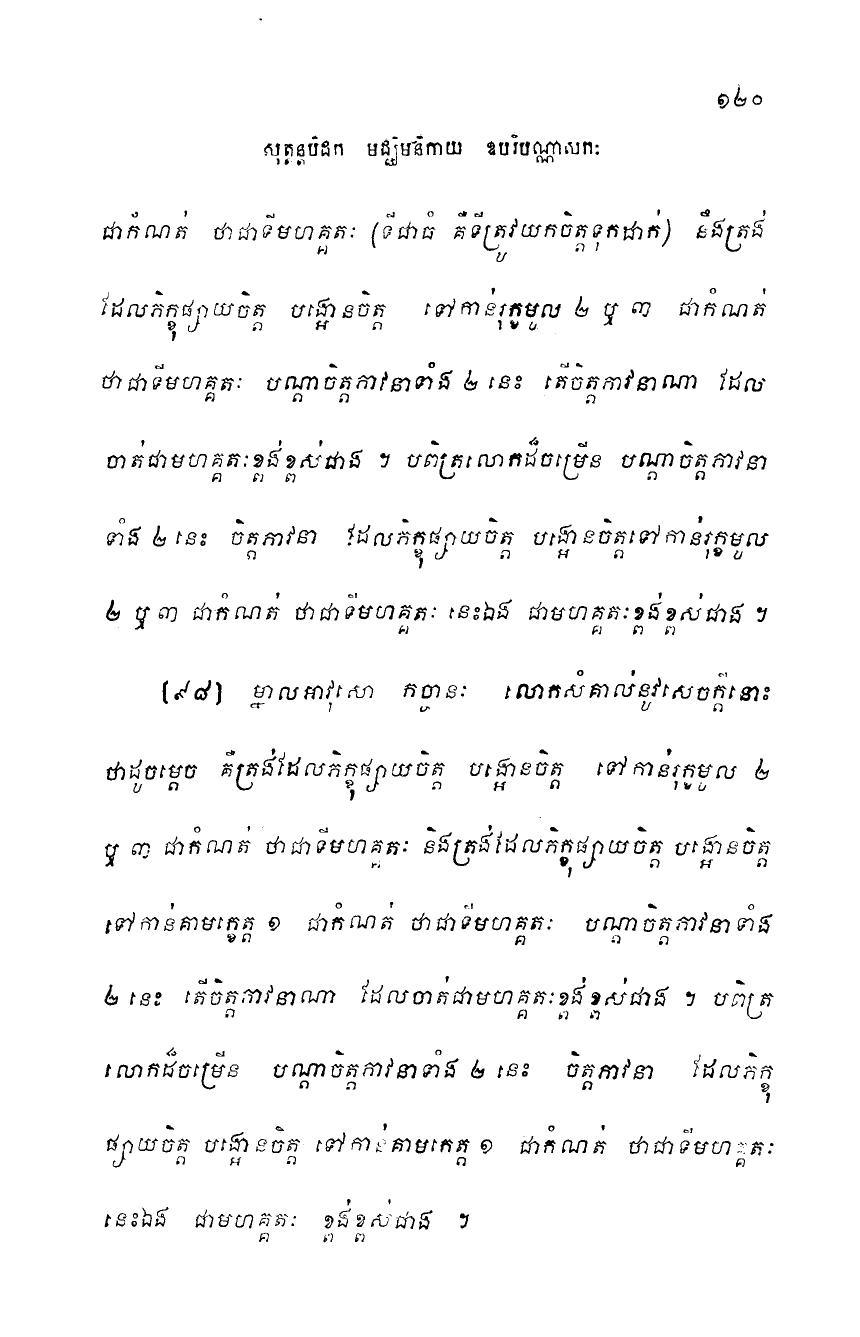 ១២០
សុត្តន្តបិដក មជ្ឈិមនិកាយ ឧបរិបណ្ណាសកៈ
ជាកំណត់ ថាជាទីមហគ្គតៈ (ទីជាធំ គឺទីត្រូវយកចិត្តទុកដាក់) នឹងត្រង់
ដែលភិក្ខុផ្សាយចិត្ត បង្អោនចិត្ត ទៅកាន់រុក្ខមូល ២ ឬ ៣ ជាកំណត់
ថាជាទីមហគ្គតៈ បណ្តាចិត្តភាវនាទាំង ២ នេះ តើចិត្តភាវនាណា ដែល
ចាត់ជាមហគ្គតៈខ្ពង់ខ្ពស់ជាង ។ បពិត្រលោកដ៏ចម្រើន បណ្តាចិត្តភាវនា
ទាំង ២ នេះ ចិត្តភាវនា ដែលភិក្ខុផ្សាយចិត្ត បង្អោនចិត្តទៅកាន់រុក្ខមូល
២ ឬ ៣ ជាកំណត់ ថាជាទីមហគ្គតៈ នេះឯង ជាមហគ្គតៈខ្ពង់ខ្ពស់ជាង ។
(៩៨) ម្នាលអាវុសោ កច្ចានៈ លោកសំគាល់នូវសេចក្តីនោះ
ថាដូចម្តេច គឺត្រង់ដែលភិក្ខុផ្សាយចិត្ត បង្អោនចិត្ត ទៅកាន់រុក្ខមូល ២
ឬ ៣ ជាកំណត់ ថាជាទីមហគ្គតៈ និងត្រង់ដែលភិក្ខុផ្សាយចិត្ត បង្អោនចិត្ត
ទៅកាន់គាមក្ខេត្ត ១ ជាកំណត់ ថាជាទីមហគ្គតៈ បណ្តាចិត្តភាវនាទាំង
២ នេះ តើចិត្តភាវនាណា ដែលចាត់ជាមហគ្គតៈខ្ពង់ខ្ពស់ជាង ។ បពិត្រ
លោកដ៏ចម្រើន បណ្តាចិត្តភាវនាទាំង ២ នេះ ចិត្តភាវនា ដែលភិក្ខុ
ផ្សាយចិត្ត បង្អោនចិត្ត ទៅកាន់គាមខេត្ត ១ ជាកំណត់ ថាជាទីមហគ្គតៈ
នេះឯង ជាមហគ្គតៈ ខ្ពង់ខ្ពស់ជាង ។